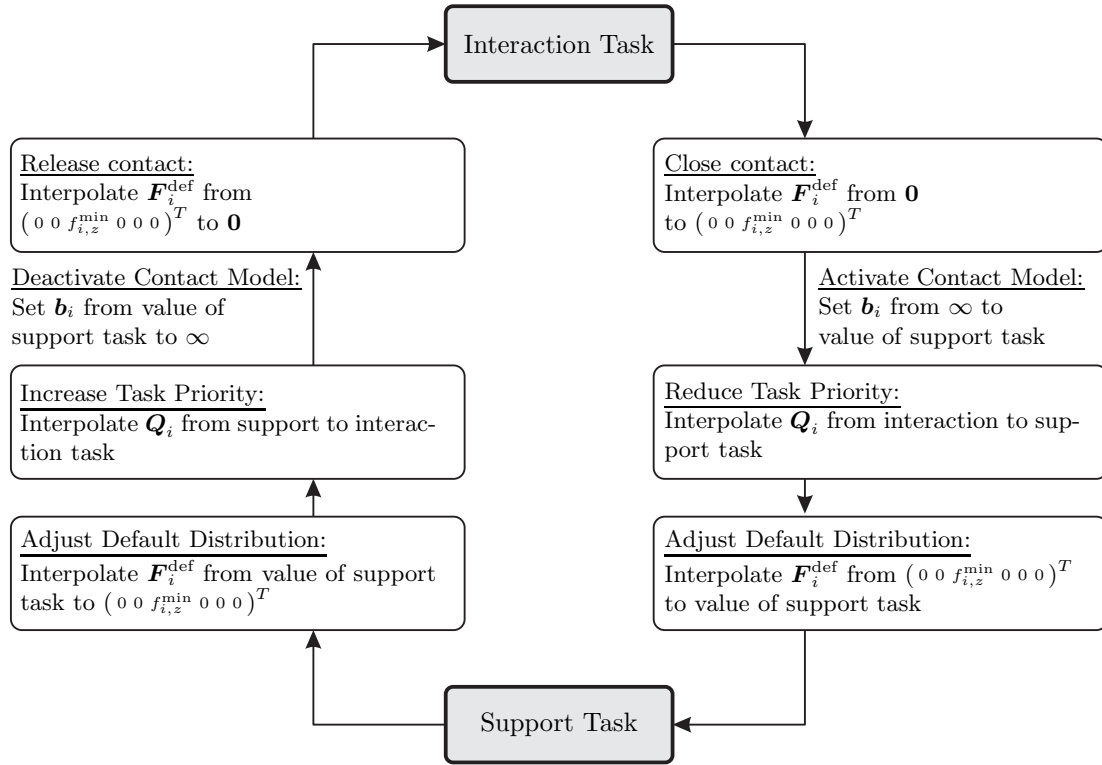 Interaction Task
Release contact:
Interpolate F_i^def from
( 0 0 f_{i,z}^min 0 0 0 )^T to 0
Close contact:
Interpolate F_i^def from 0
to ( 0 0 f_{i,z}^min 0 0 0 )^T
Deactivate Contact Model:
Set b_i from value of
support task to ∞
Activate Contact Model:
Set b_i from ∞ to
value of support task
Increase Task Priority:
Interpolate Q_i from support to interac-
tion task
Reduce Task Priority:
Interpolate Q_i from interaction to sup-
port task
Adjust Default Distribution:
Interpolate F_i^def from value of support
task to ( 0 0 f_{i,z}^min 0 0 0 )^T
Adjust Default Distribution:
Interpolate F_i^def from ( 0 0 f_{i,z}^min 0 0 0 )^T
to value of support task
Support Task